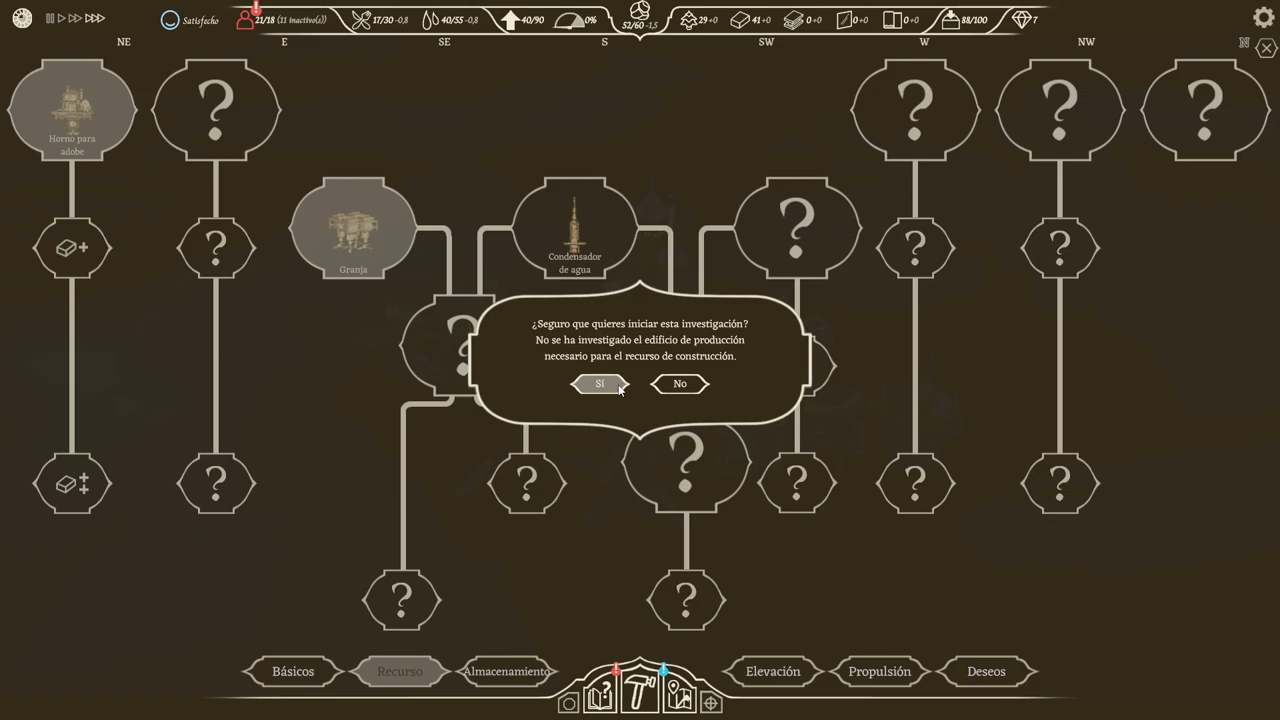 Satisfecho
21/18 (11 inactivo(s))
17/30 -0,8
40/55 -0,8
40/90
0%
52/60 -1,5
29 +0
41 +0
0 +0
0 +0
0 +0
88/100
7
NE
E
SE
S
SW
W
NW
N
Horno para
adobe
?
?
?
?
Granja
Condensador
de agua
?
?
?
?
?
?
¿Seguro que quieres iniciar esta investigación?
No se ha investigado el edificio de producción
necesario para el recurso de construcción.
Sí
No
?
?
?
?
?
?
?
?
Básicos
Recurso
Almacenamiento
Elevación
Propulsión
Deseos